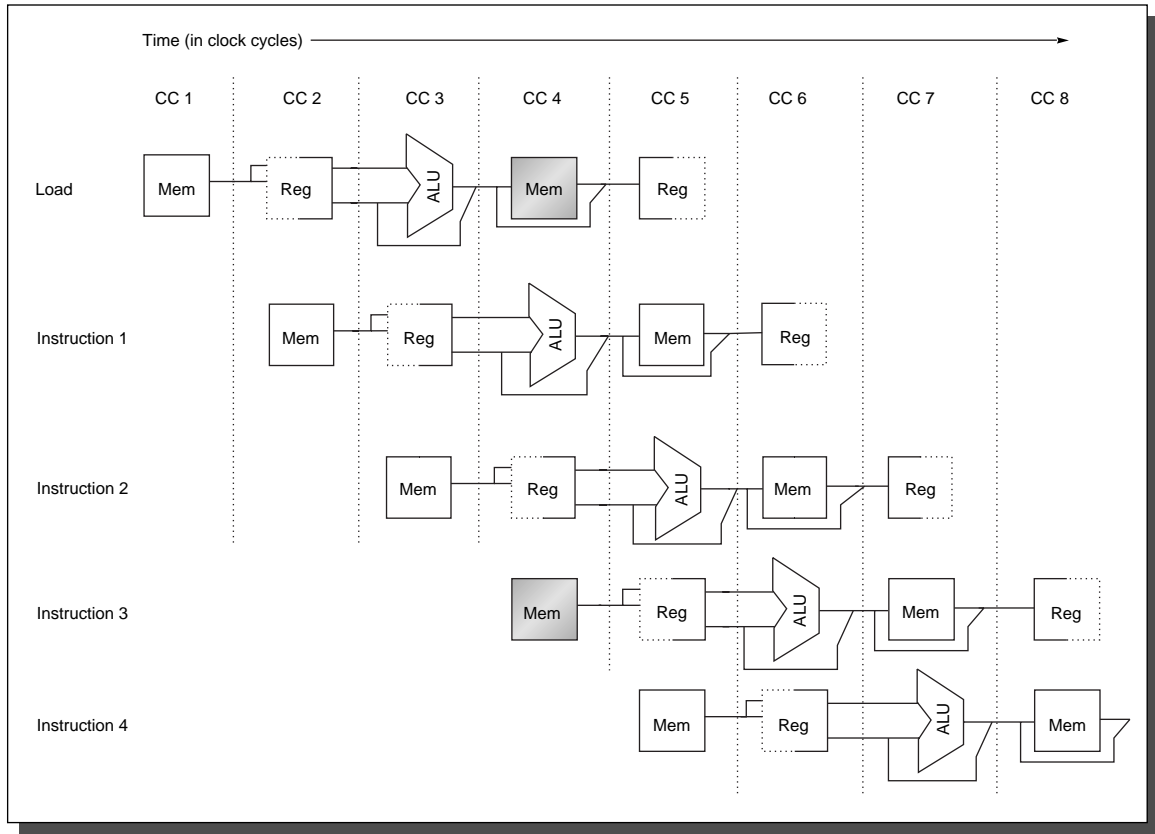 Time (in clock cycles)
CC 1 CC 2 CC 3 CC 4 CC 5 CC 6 CC 7 CC 8
Load Mem Reg ALU Mem Reg
Instruction 1 Mem Reg ALU Mem Reg
Instruction 2 Mem Reg ALU Mem Reg
Instruction 3 Mem Reg ALU Mem Reg
Instruction 4 Mem Reg ALU Mem